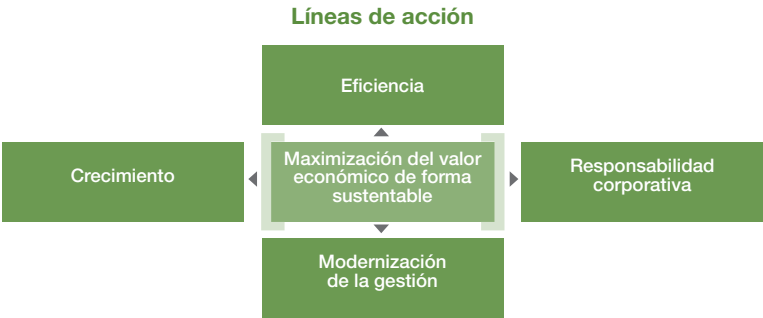 Líneas de acción
Eficiencia
Crecimiento
Maximización del valor
económico de forma
sustentable
Responsabilidad
corporativa
Modernización
de la gestión